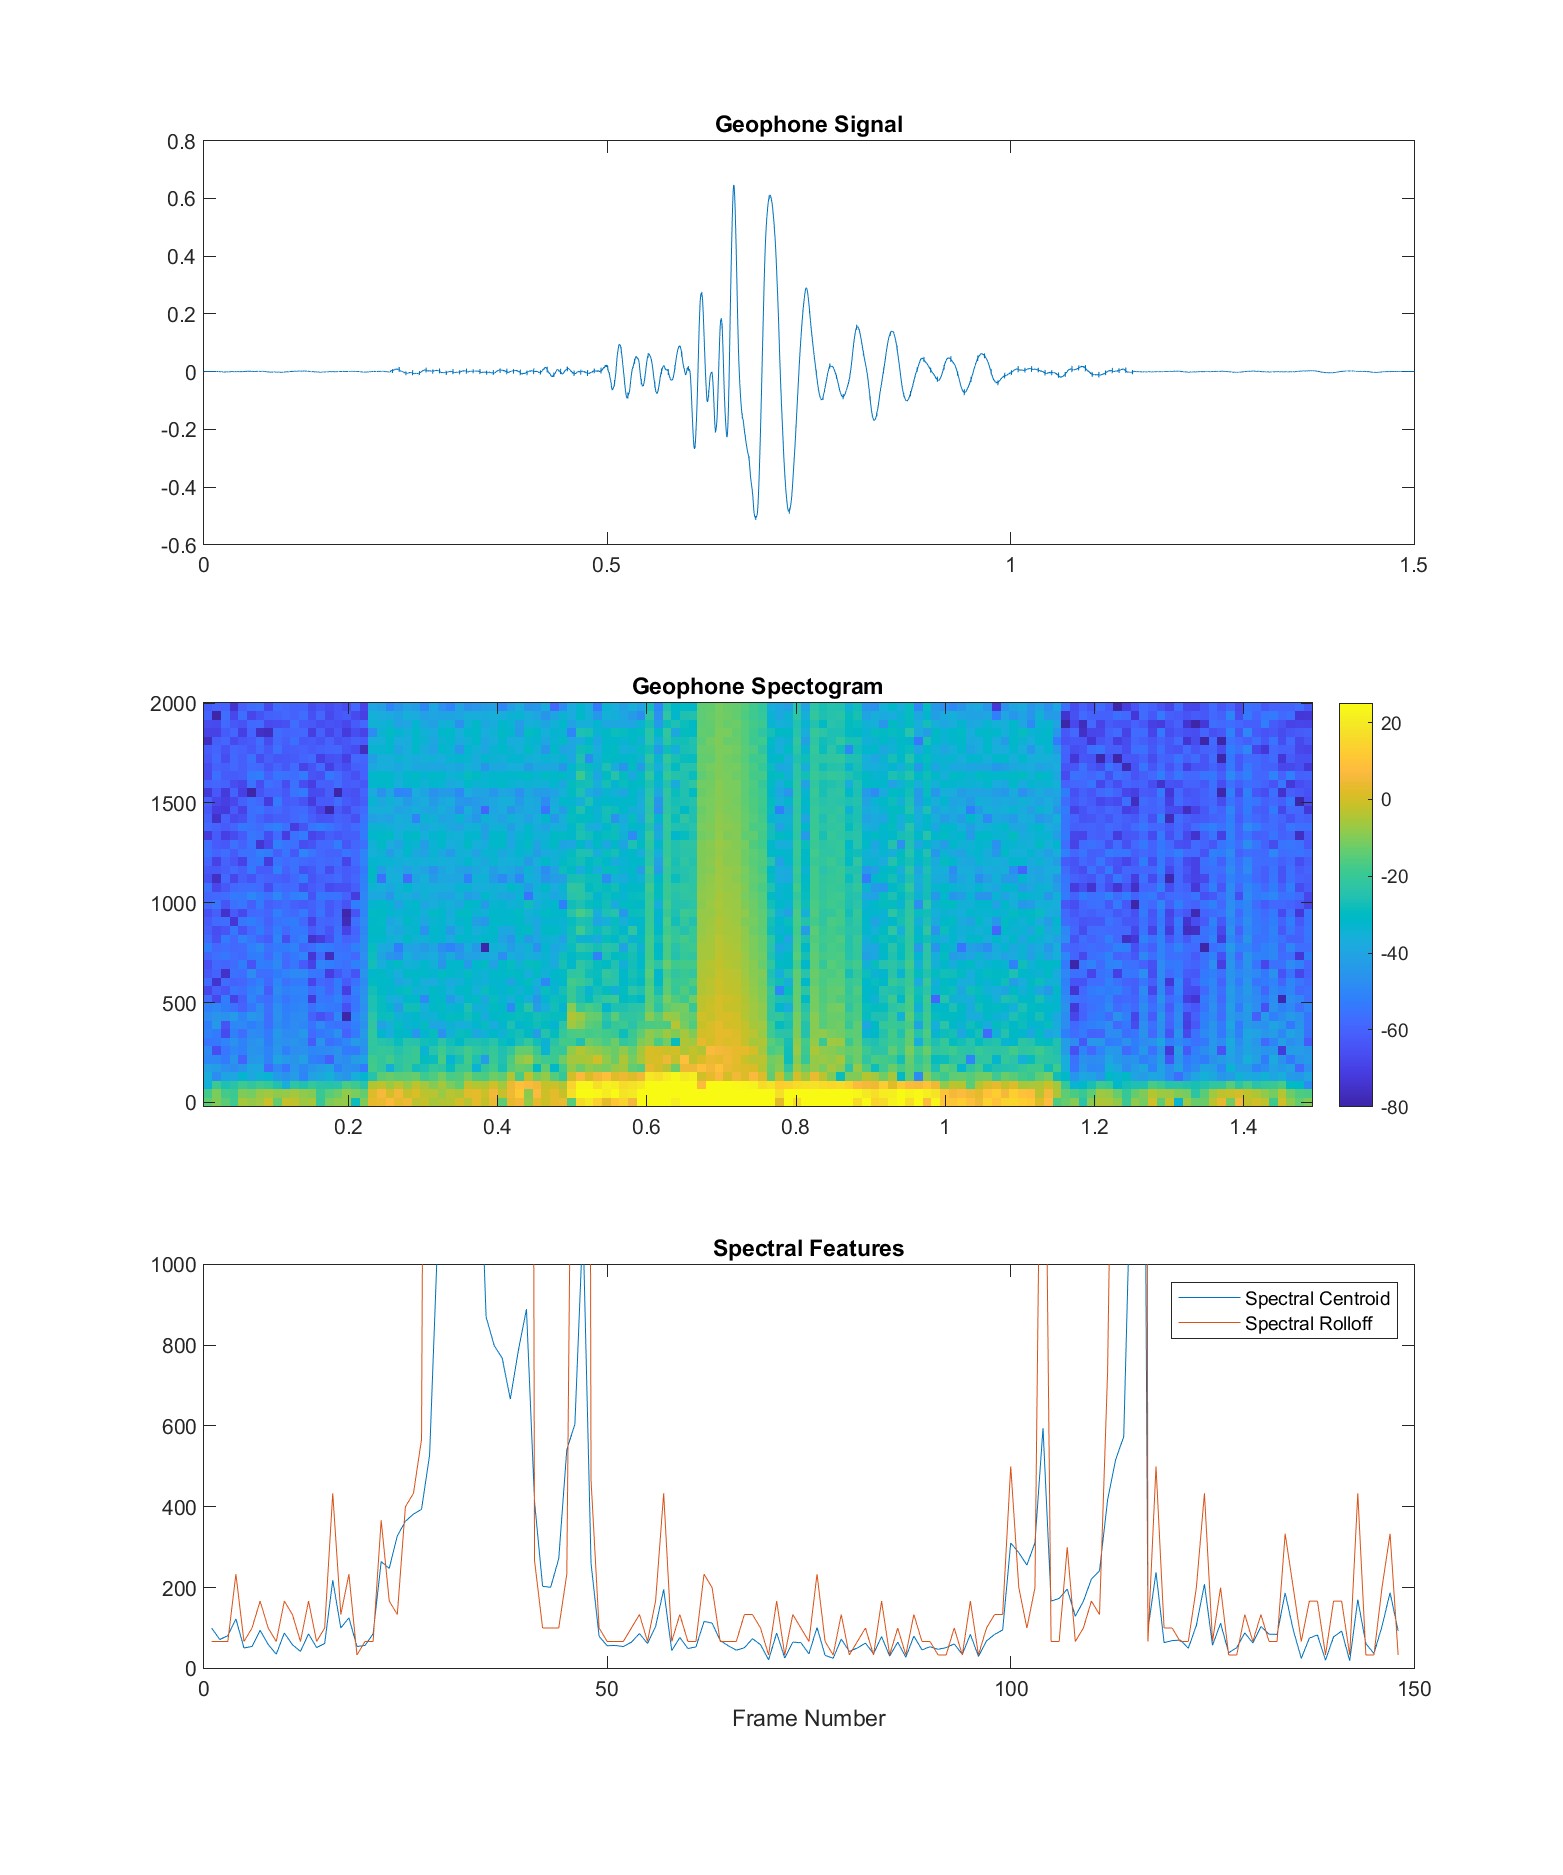 Geophone Signal
0.8
0.6
0.4
0.2
0
-0.2
-0.4
-0.6
0 0.5 1 1.5
Geophone Spectogram
2000
1500
1000
500
0
0.2 0.4 0.6 0.8 1 1.2 1.4
20
0
-20
-40
-60
-80
Spectral Features
1000
800
600
400
200
0
Spectral Centroid
Spectral Rolloff
0 50 100 150
Frame Number